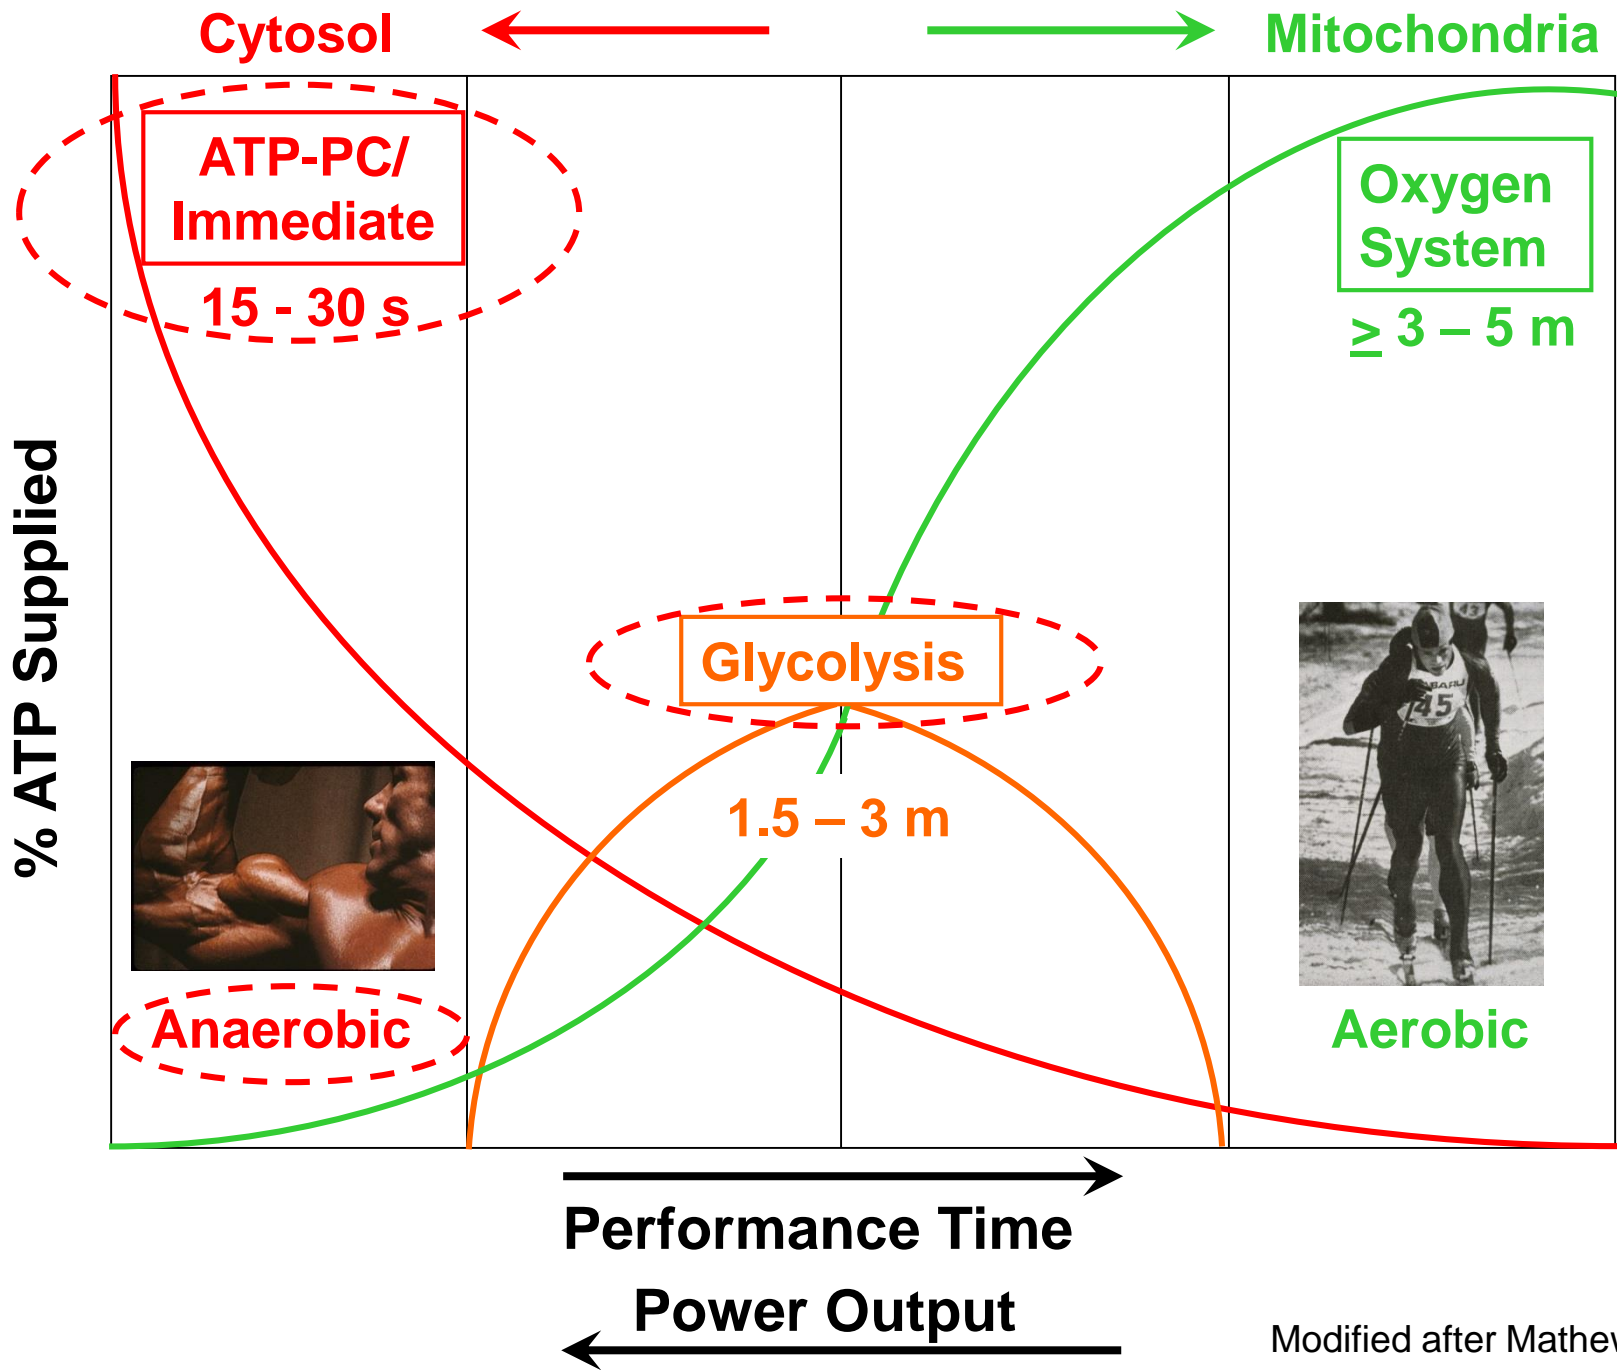 Cytosol
Mitochondria
ATP-PC/
Immediate
15 - 30 s
Oxygen
System
≥ 3 – 5 m
% ATP Supplied
Glycolysis
1.5 – 3 m
45
Anaerobic
Aerobic
Performance Time
Power Output
Modified after Mathew